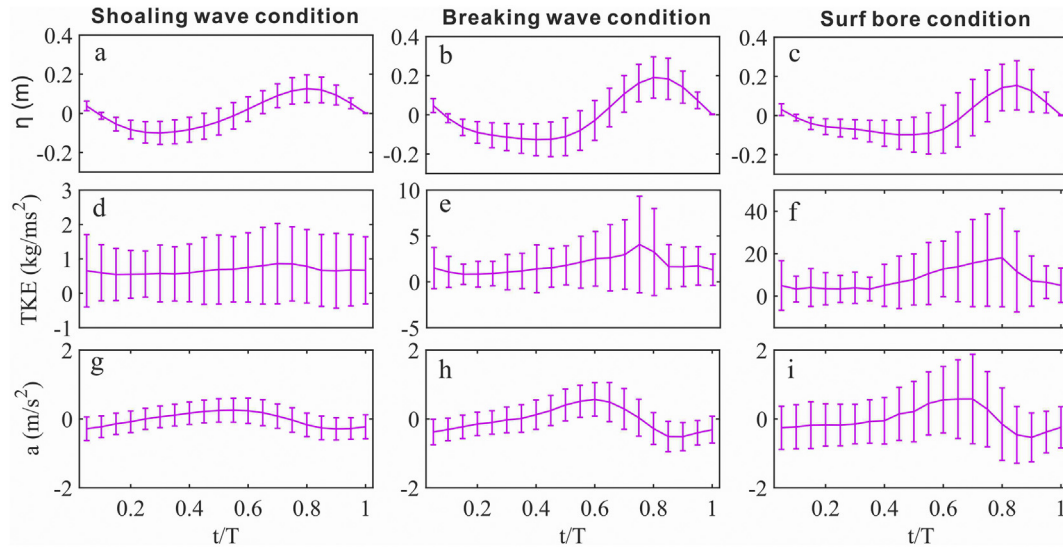 Shoaling wave condition Breaking wave condition Surf bore condition
η (m)
0.4
0.2
0
-0.2
a
0.4
0.2
0
-0.2
b
0.4
0.2
0
-0.2
c
TKE (kg/ms²)
3
2
1
0
-1
d
10
5
0
-5
e
40
20
0
f
a (m/s²)
2
0
-2
g
2
0
-2
h
2
0
-2
i
0.2 0.4 0.6 0.8 1
0.2 0.4 0.6 0.8 1
0.2 0.4 0.6 0.8 1
t/T t/T t/T